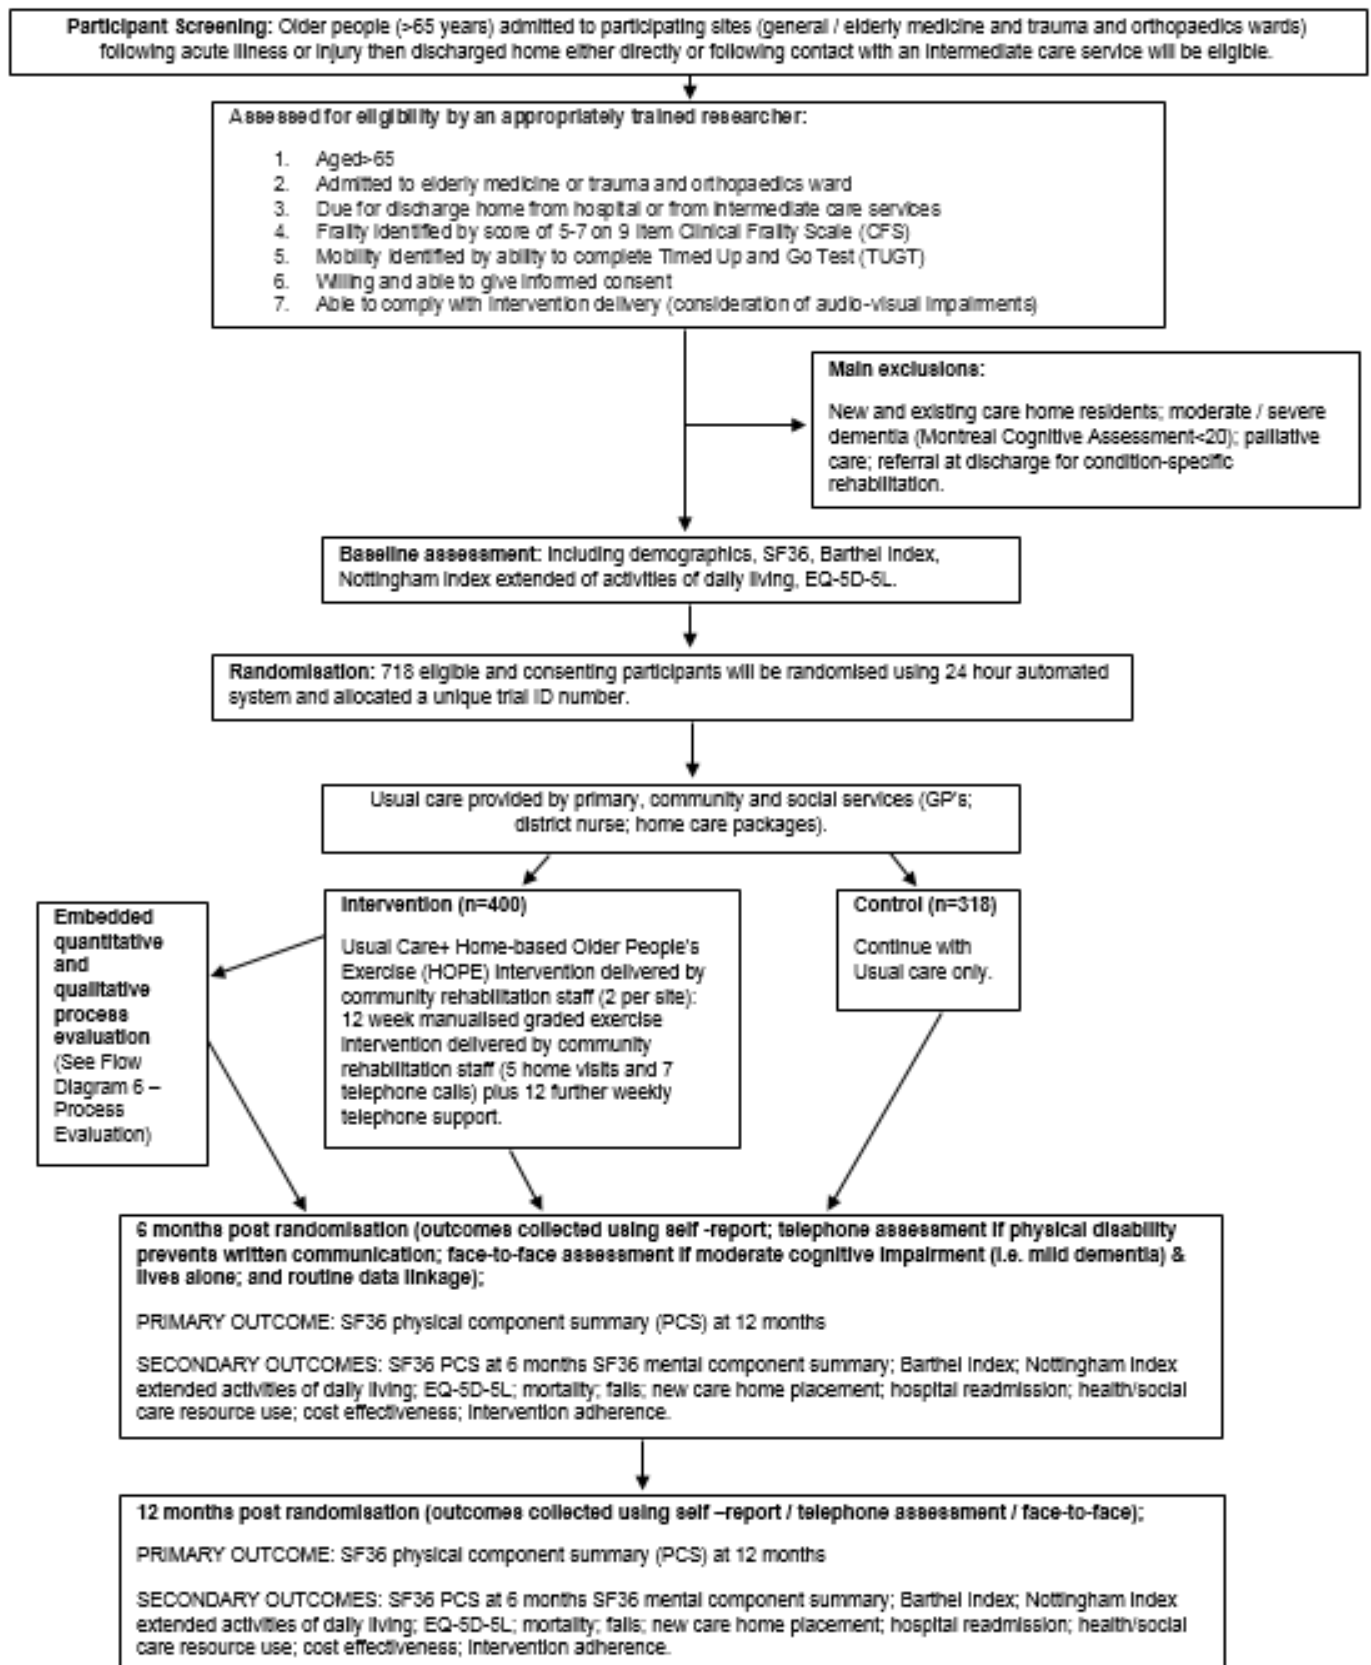 Participant Screening: Older people (>65 years) admitted to participating sites (general / elderly medicine and trauma and orthopaedics wards)
following acute illness or injury then discharged home either directly or following contact with an intermediate care service will be eligible.
Assessed for eligibility by an appropriately trained researcher:
1. Aged>65
2. Admitted to elderly medicine or trauma and orthopaedics ward
3. Due for discharge home from hospital or from intermediate care services
4. Frailty identified by score of 5-7 on 9 item Clinical Frailty Scale (CFS)
5. Mobility identified by ability to complete Timed Up and Go Test (TUGT)
6. Willing and able to give informed consent
7. Able to comply with intervention delivery (consideration of audio-visual impairments)
Main exclusions:
New and existing care home residents; moderate / severe
dementia (Montreal Cognitive Assessment<20); palliative
care; referral at discharge for condition-specific
rehabilitation.
Baseline assessment: including demographics, SF36, Barthel Index,
Nottingham Index extended of activities of daily living, EQ-5D-5L.
Randomisation: 718 eligible and consenting participants will be randomised using 24 hour automated
system and allocated a unique trial ID number.
Usual care provided by primary, community and social services (GP's;
district nurse; home care packages).
Embedded
quantitative
and
qualitative
process
evaluation
(See Flow
Diagram 6 –
Process
Evaluation)
Intervention (n=400)
Usual Care+ Home-based Older People's
Exercise (HOPE) intervention delivered by
community rehabilitation staff (2 per site):
12 week manualised graded exercise
intervention delivered by community
rehabilitation staff (5 home visits and 7
telephone calls) plus 12 further weekly
telephone support.
Control (n=318)
Continue with
Usual care only.
6 months post randomisation (outcomes collected using self -report; telephone assessment if physical disability
prevents written communication; face-to-face assessment if moderate cognitive impairment (i.e. mild dementia) &
lives alone; and routine data linkage);
PRIMARY OUTCOME: SF36 physical component summary (PCS) at 12 months
SECONDARY OUTCOMES: SF36 PCS at 6 months SF36 mental component summary; Barthel Index; Nottingham Index
extended activities of daily living; EQ-5D-5L; mortality; falls; new care home placement; hospital readmission; health/social
care resource use; cost effectiveness; intervention adherence.
12 months post randomisation (outcomes collected using self –report / telephone assessment / face-to-face);
PRIMARY OUTCOME: SF36 physical component summary (PCS) at 12 months
SECONDARY OUTCOMES: SF36 PCS at 6 months SF36 mental component summary; Barthel Index; Nottingham Index
extended activities of daily living; EQ-5D-5L; mortality; falls; new care home placement; hospital readmission; health/social
care resource use; cost effectiveness; intervention adherence.